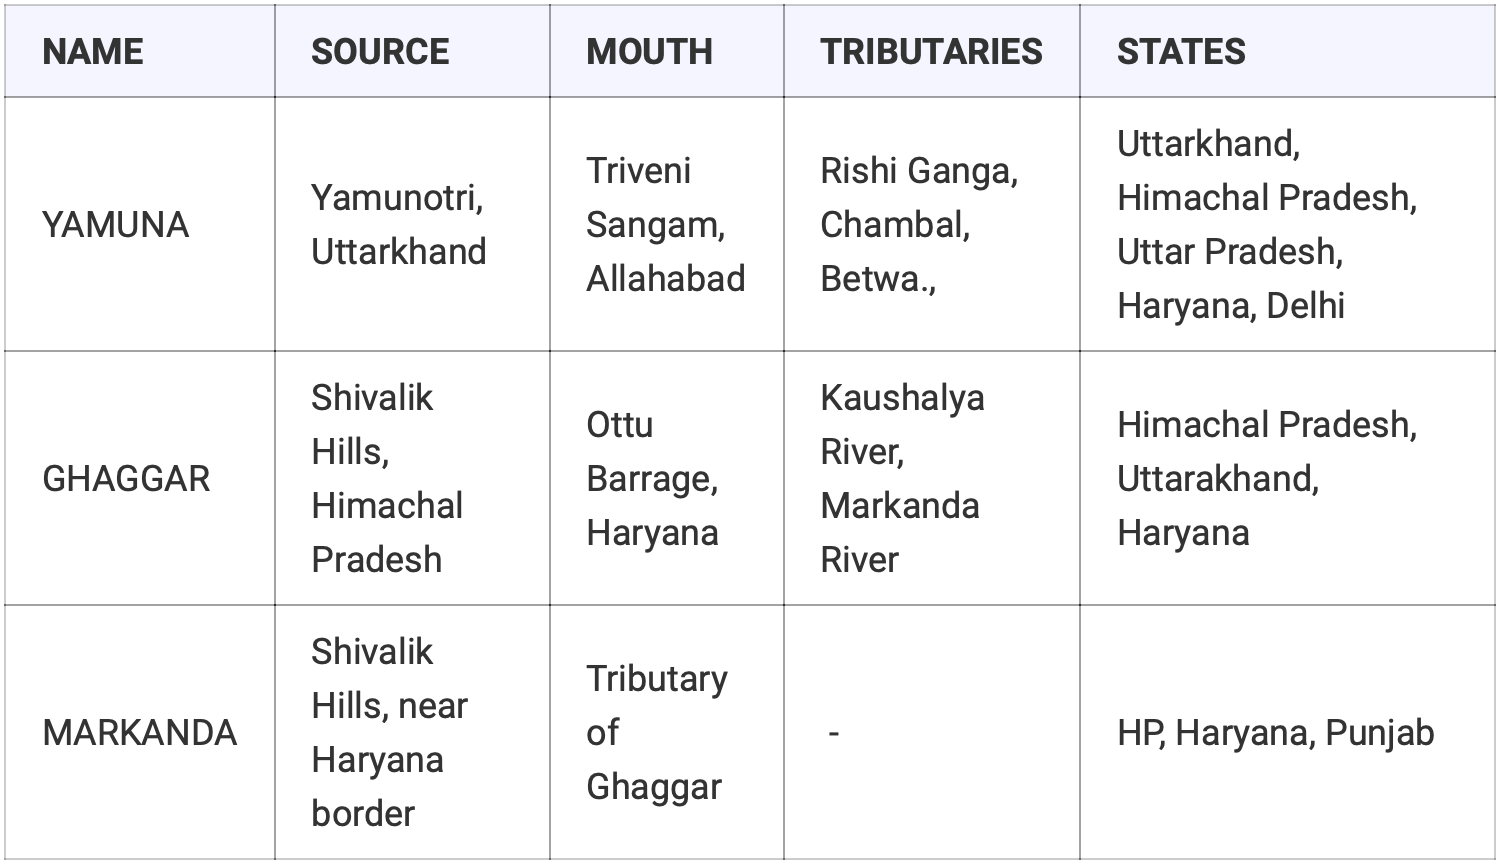 NAME
SOURCE
MOUTH
TRIBUTARIES
STATES
YAMUNA
Yamunotri,
Uttarkhand
Triveni
Sangam,
Allahabad
Rishi Ganga,
Chambal,
Betwa.,
Uttarkhand,
Himachal Pradesh,
Uttar Pradesh,
Haryana, Delhi
GHAGGAR
Shivalik
Hills,
Himachal
Pradesh
Ottu
Barrage,
Haryana
Kaushalya
River,
Markanda
River
Himachal Pradesh,
Uttarakhand,
Haryana
MARKANDA
Shivalik
Hills, near
Haryana
border
Tributary
of
Ghaggar
-
HP, Haryana, Punjab